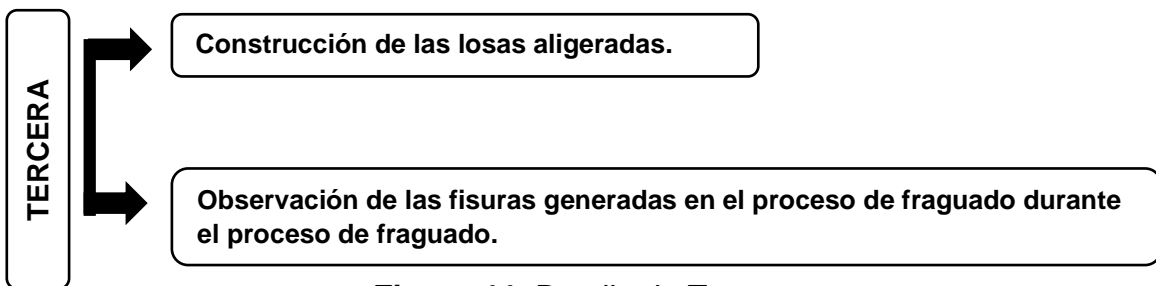 TERCERA
Construcción de las losas aligeradas.
Observación de las fisuras generadas en el proceso de fraguado durante
el proceso de fraguado.